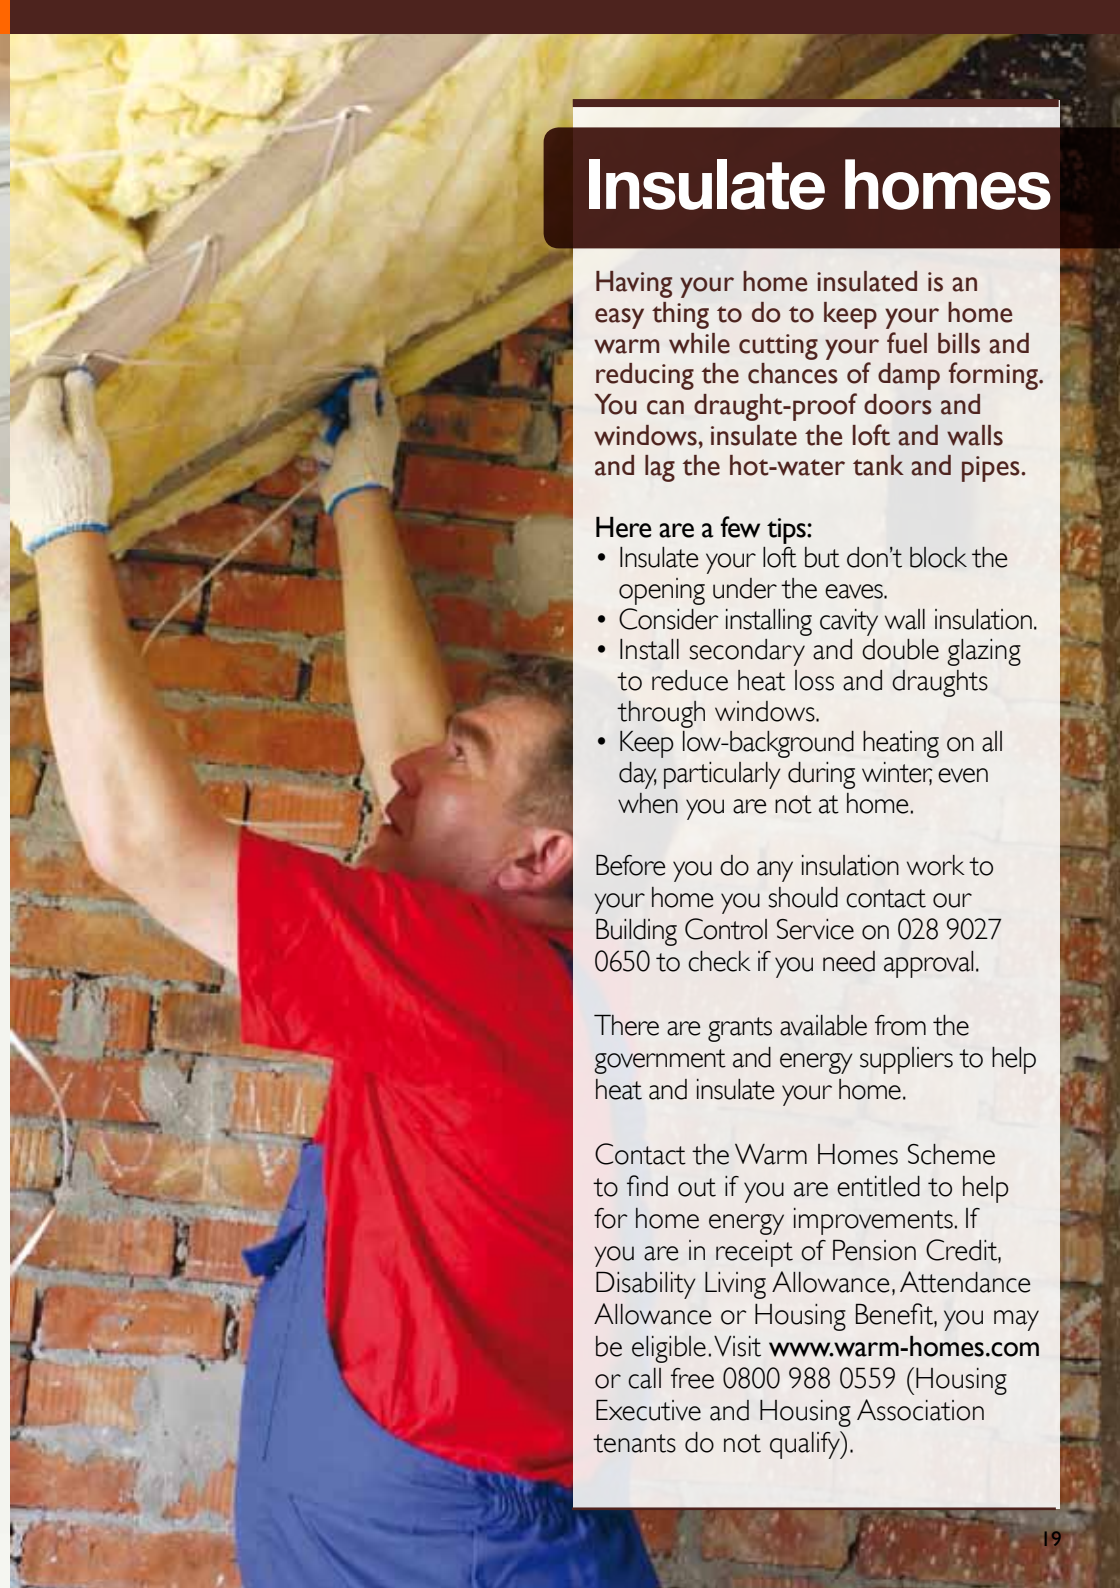 Insulate homes
Having your home insulated is an
easy thing to do to keep your home
warm while cutting your fuel bills and
reducing the chances of damp forming.
You can draught-proof doors and
windows, insulate the loft and walls
and lag the hot-water tank and pipes.
Here are a few tips:
• Insulate your loft but don’t block the
opening under the eaves.
• Consider installing cavity wall insulation.
• Install secondary and double glazing
to reduce heat loss and draughts
through windows.
• Keep low-background heating on all
day, particularly during winter, even
when you are not at home.
Before you do any insulation work to
your home you should contact our
Building Control Service on 028 9027
0650 to check if you need approval.
There are grants available from the
government and energy suppliers to help
heat and insulate your home.
Contact the Warm Homes Scheme
to find out if you are entitled to help
for home energy improvements. If
you are in receipt of Pension Credit,
Disability Living Allowance, Attendance
Allowance or Housing Benefit, you may
be eligible. Visit www.warm-homes.com
or call free 0800 988 0559 (Housing
Executive and Housing Association
tenants do not qualify).
19